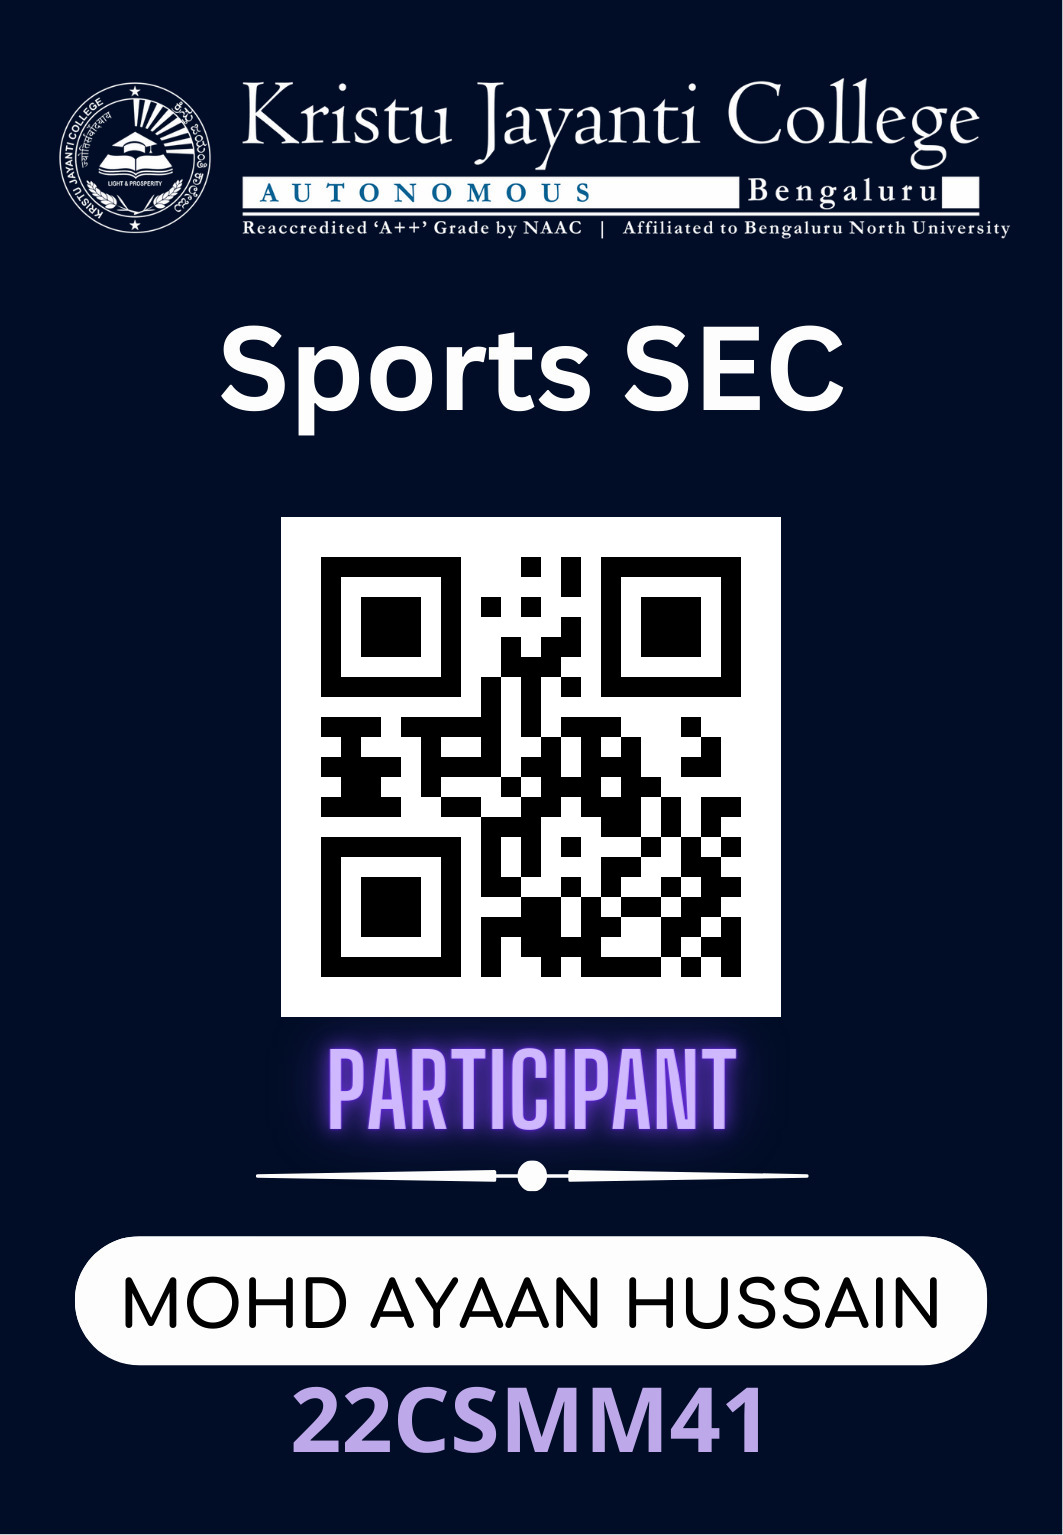 KRISTU JAYANTI COLLEGE
LIGHT & PROSPERITY
Kristu Jayanti College
AUTONOMOUS Bengaluru
Reaccredited ‘A++’ Grade by NAAC | Affiliated to Bengaluru North University
Sports SEC
PARTICIPANT
MOHD AYAAN HUSSAIN
22CSMM41